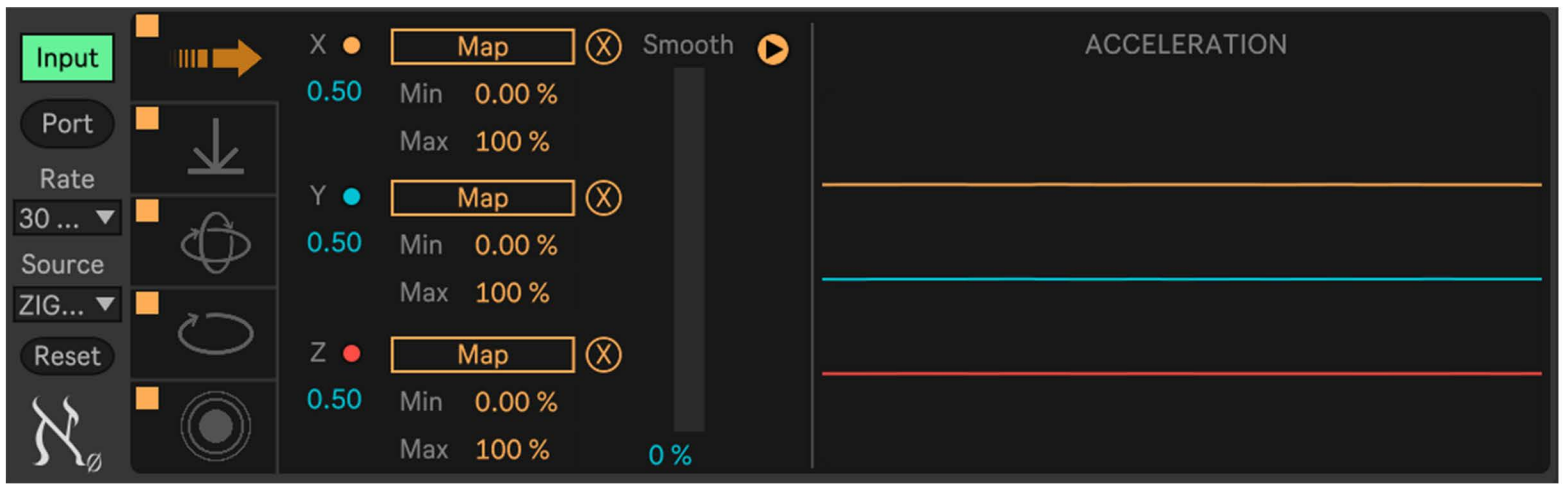 Input
Port
Rate
30 ...
Source
ZIG...
Reset
ℵø
X Map X Smooth
0.50 Min 0.00 %
Max 100 %
Y Map X
0.50 Min 0.00 %
Max 100 %
Z Map X
0.50 Min 0.00 %
Max 100 %
0 %
ACCELERATION